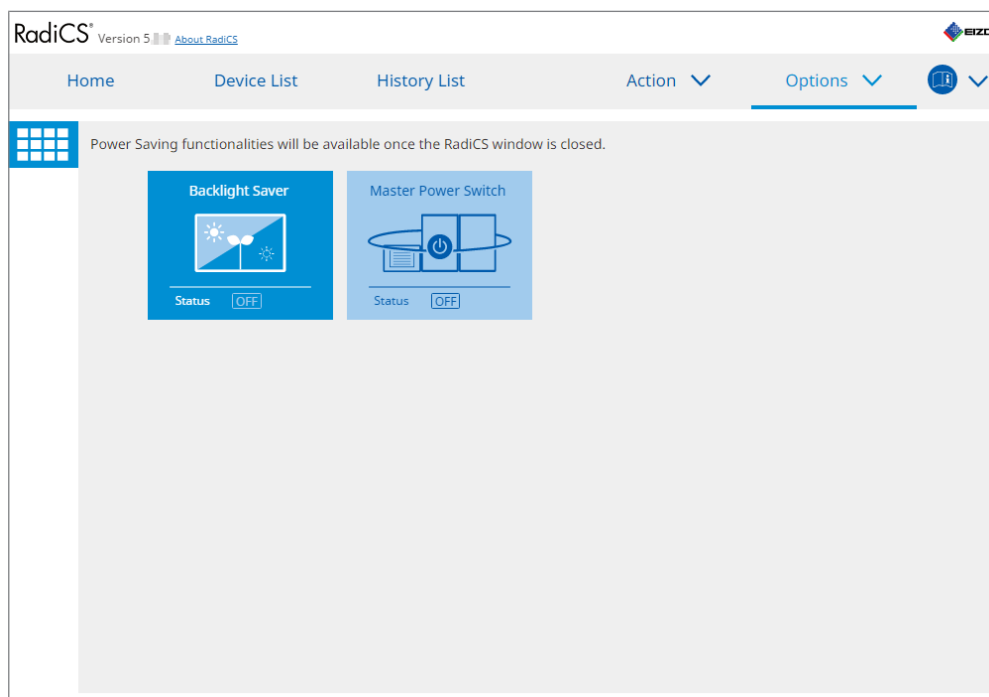 RadiCS® Version 5. About RadiCS
EIZO
Home Device List History List Action Options
Power Saving functionalities will be available once the RadiCS window is closed.
Backlight Saver
Status OFF
Master Power Switch
Status OFF